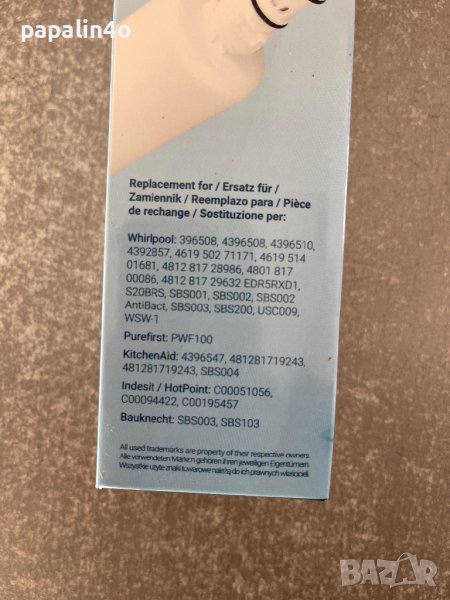 papalin4o
Replacement for / Ersatz für /
Zamiennik / Reemplazo para / Pièce
de rechange / Sostituzione per:
Whirlpool: 396508, 4396508, 4396510,
4392857, 4619 502 71171, 4619 514
01681, 4812 817 28986, 4801 817
00086, 4812 817 29632 EDR5RXD1,
S20BRS, SBS001, SBS002, SBS002
AntiBact, SBS003, SBS200, USC009,
WSW-1
Purefirst: PWF100
KitchenAid: 4396547, 481281719243,
481281719243, SBS004
Indesit / HotPoint: C00051056,
C00094422, C00195457
Bauknecht: SBS003, SBS103
All used trademarks are property of their respective owners.
Alle verwendeten Marken gehören ihren jeweiligen Eigentümern.
Wszystkie użyte znaki towarowe należą do ich prawnych właścicieli.
BAZAR